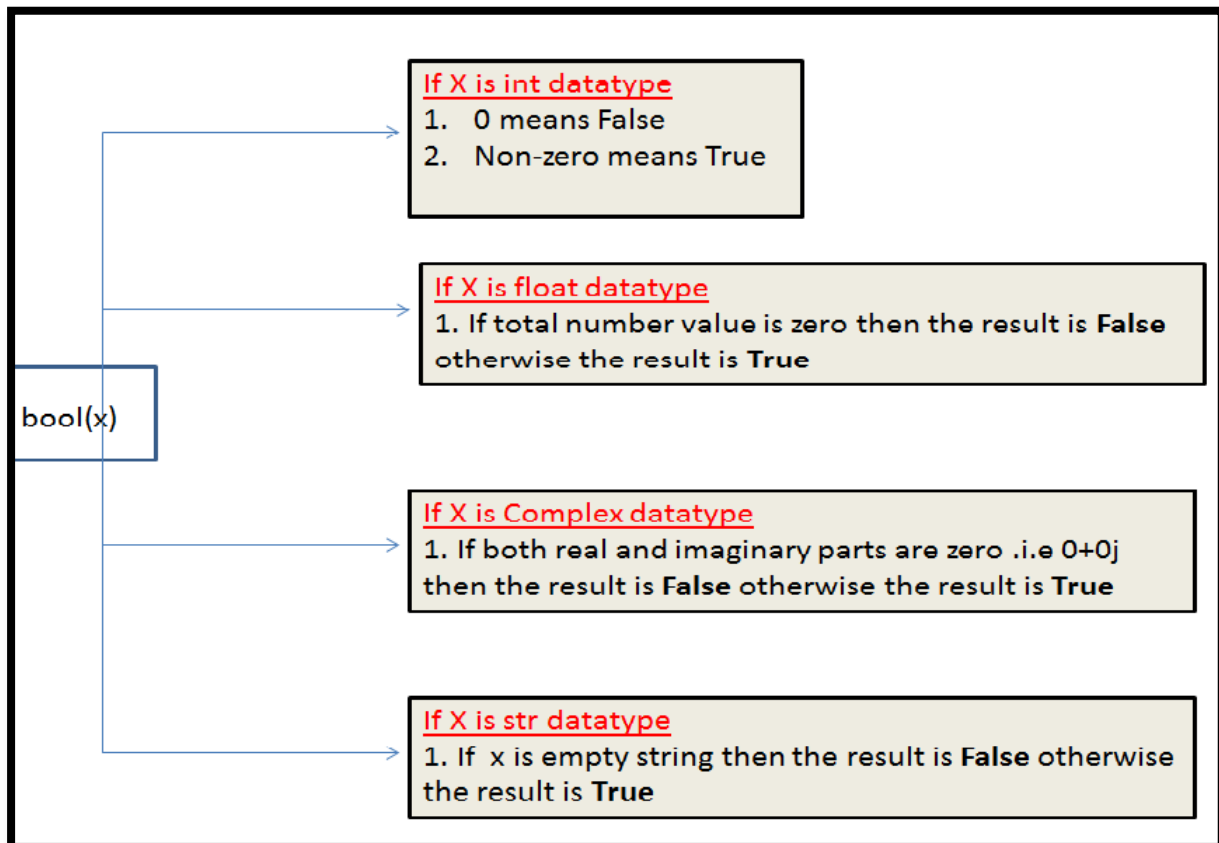 If X is int datatype
1. 0 means False
2. Non-zero means True
If X is float datatype
1. If total number value is zero then the result is False
otherwise the result is True
bool(x)
If X is Complex datatype
1. If both real and imaginary parts are zero .i.e 0+0j
then the result is False otherwise the result is True
If X is str datatype
1. If x is empty string then the result is False otherwise
the result is True